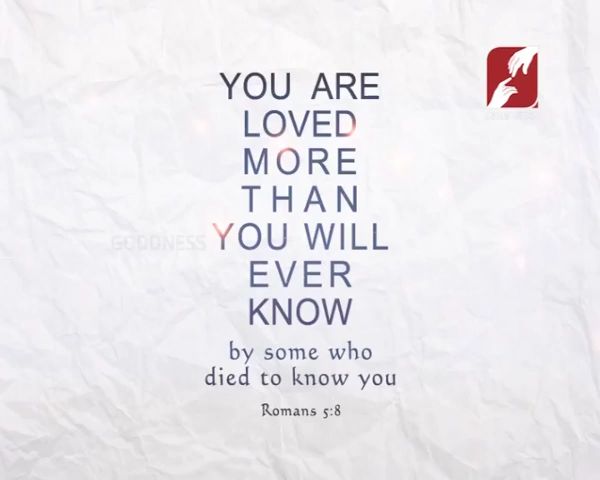 YOU ARE
LOVED
MORE
THAN
GOODNESS
YOU WILL
EVER
KNOW
by some who
died to know you
Romans 5:8